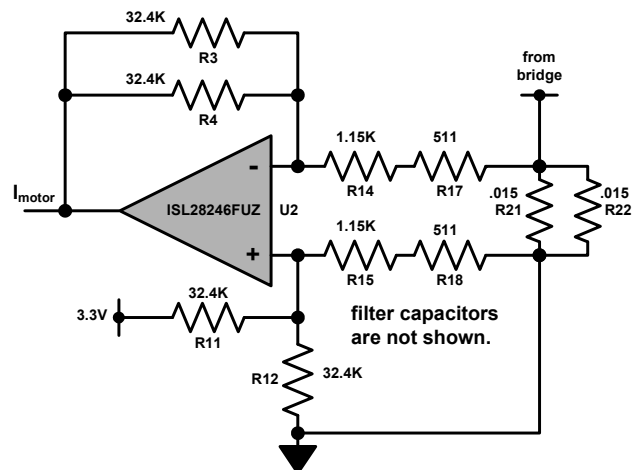 32.4K
R3
32.4K
R4
from
bridge
1.15K
511
R14
R17
.015
R21
.015
R22
I motor
-
ISL28246FUZ
U2
+
1.15K
511
R15
R18
32.4K
3.3V
R11
filter capacitors
are not shown.
R12
32.4K